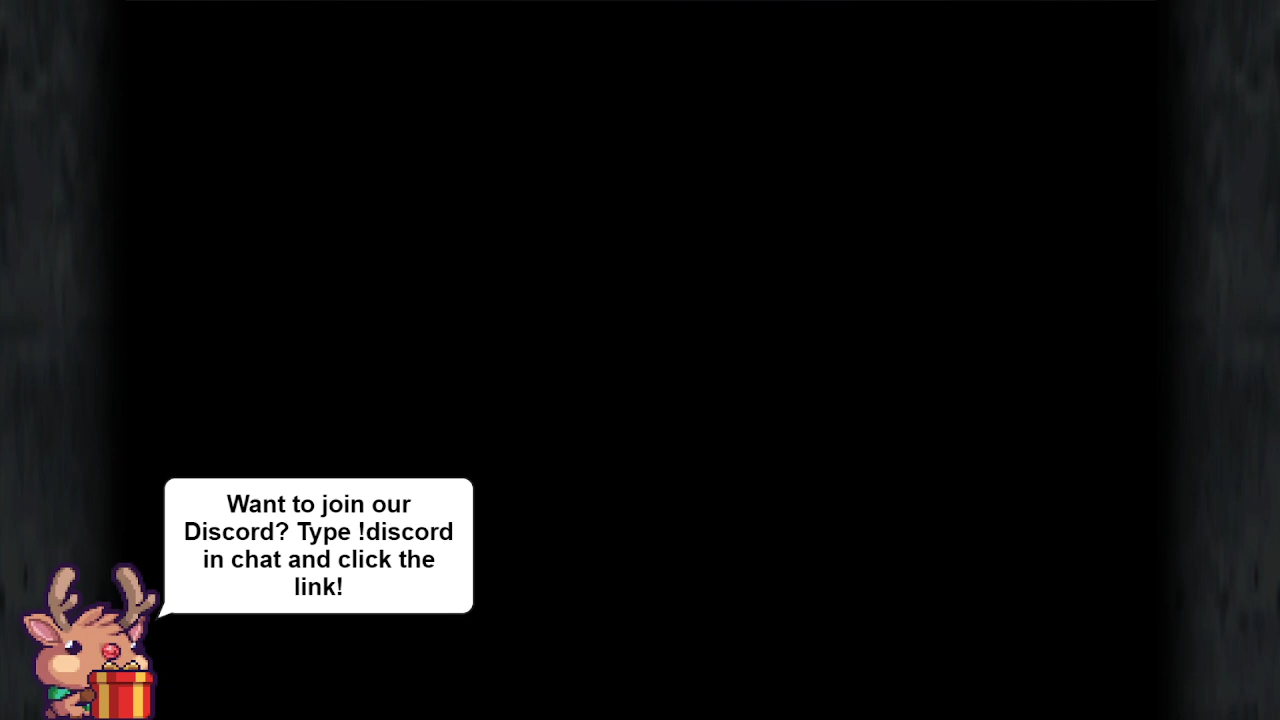 Want to join our
Discord? Type !discord
in chat and click the
link!